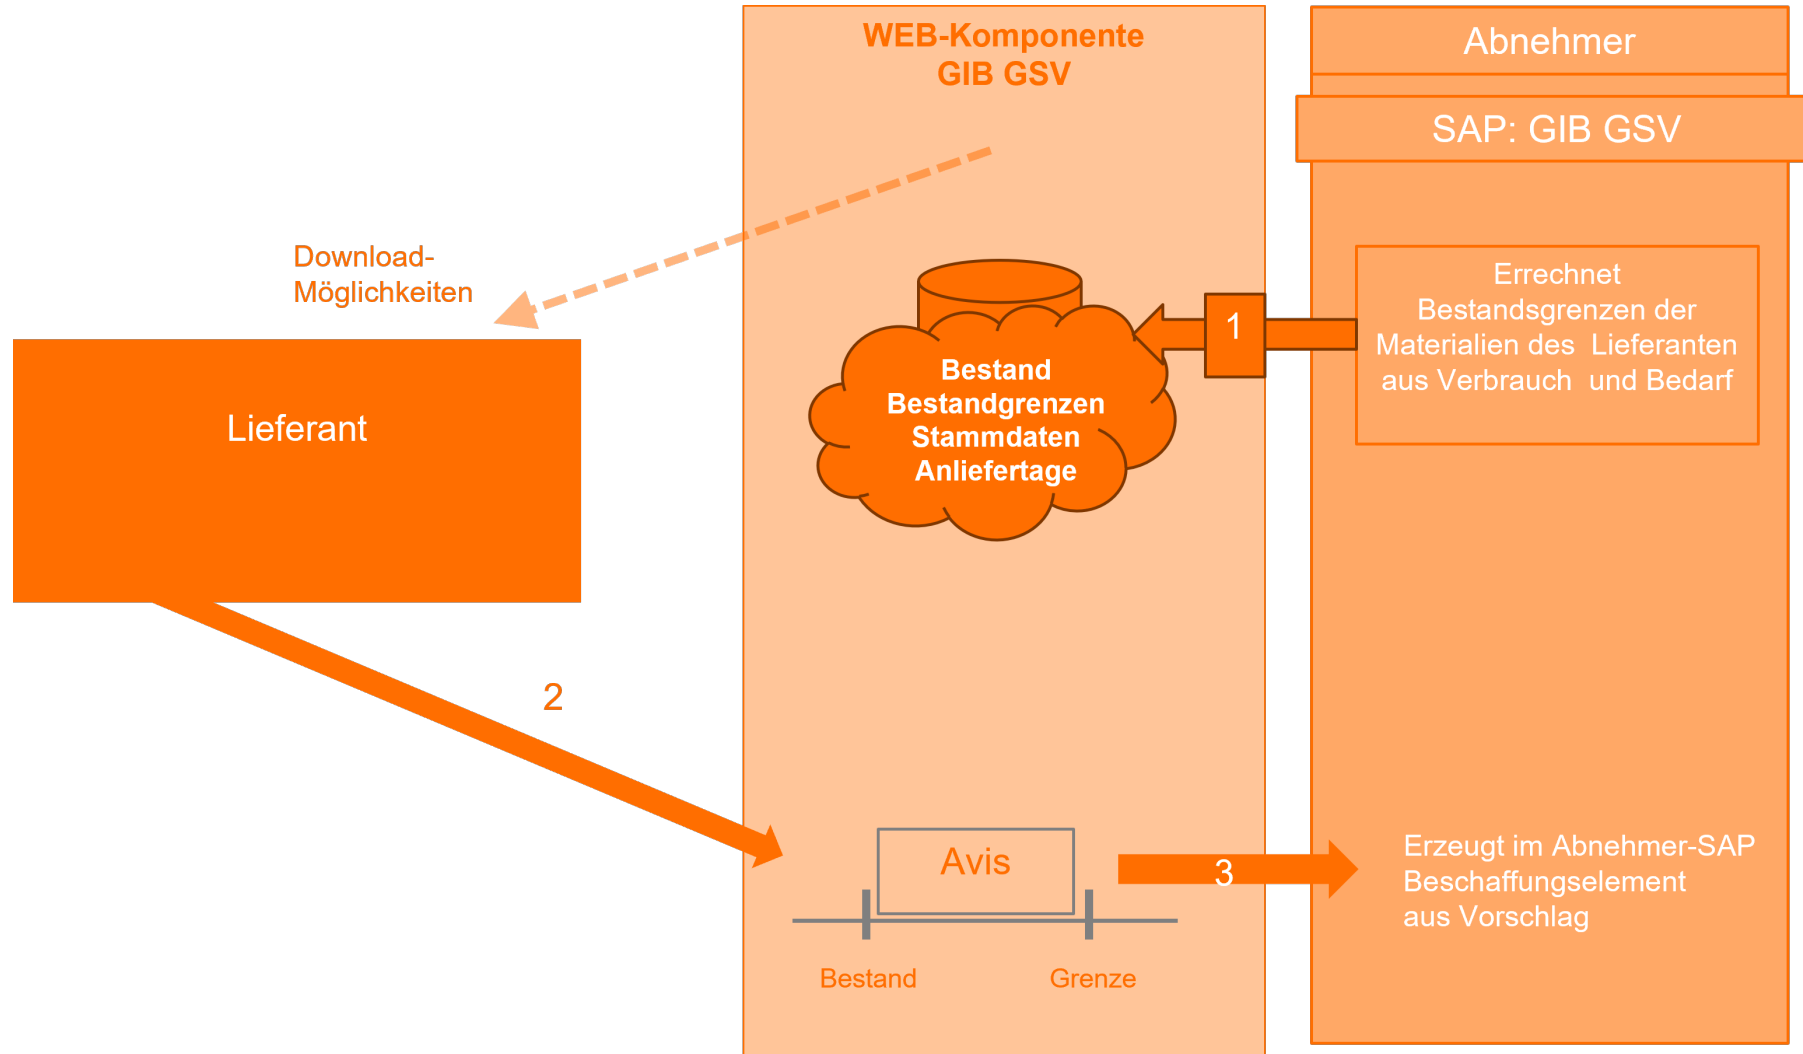 WEB-Komponente
GIB GSV
Abnehmer
SAP: GIB GSV
Download-
Möglichkeiten
Lieferant
Bestand
Bestandgrenzen
Stammdaten
Anliefertage
1
Errechnet
Bestandsgrenzen der
Materialien des Lieferanten
aus Verbrauch und Bedarf
2
Avis
Bestand
Grenze
3
Erzeugt im Abnehmer-SAP
Beschaffungselement
aus Vorschlag